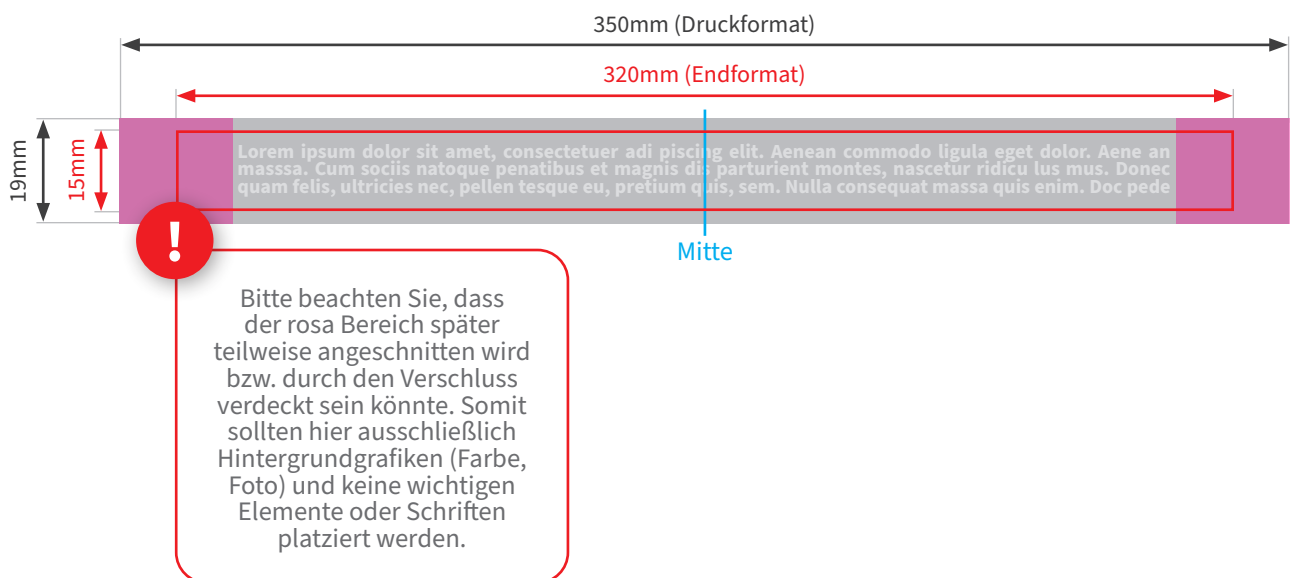 350mm (Druckformat)
320mm (Endformat)
19mm
15mm
Lorem ipsum dolor sit amet, consectetuer adi piscing elit. Aenean commodo ligula eget dolor. Aene an
masssa. Cum sociis natoque penatibus et magnis dis parturient montes, nascetur ridicu lus mus. Donec
quam felis, ultricies nec, pellen tesque eu, pretium quis, sem. Nulla consequat massa quis enim. Doc pede
Mitte
!
Bitte beachten Sie, dass
der rosa Bereich später
teilweise angeschnitten wird
bzw. durch den Verschluss
verdeckt sein könnte. Somit
sollten hier ausschließlich
Hintergrundgrafiken (Farbe,
Foto) und keine wichtigen
Elemente oder Schriften
platziert werden.